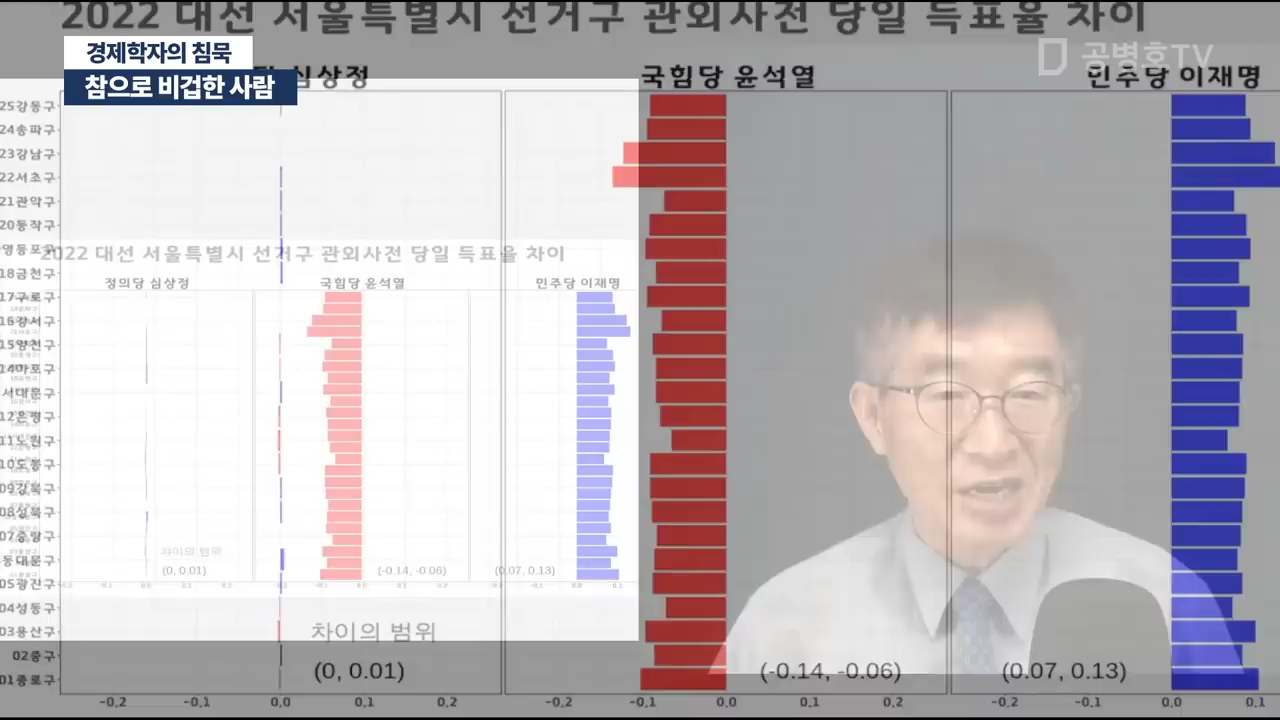 2022 대선 서울특별시 선거구 관외사전 당일 득표율 차이
공병호TV
경제학자의 침묵
참으로 비겁한 사람
심상정
국힘당 윤석열
민주당 이재명
25강동구
24송파구
23강남구
22서초구
21관악구
20동작구
영등포구
18금천구
17구로구
16강서구
15양천구
14마포구
서대문구
12은평구
11노원구
10도봉구
09강북구
08성북구
07중랑구
동대문구
05광진구
04성동구
03용산구
02중구
01종로구
2022 대선 서울특별시 선거구 관외사전 당일 득표율 차이
정의당 심상정
국힘당 윤석열
민주당 이재명
차이의 범위
(0, 0.01)
(-0.14, -0.06)
(0.07, 0.13)
차이의 범위
(0, 0.01)
(-0.14, -0.06)
(0.07, 0.13)
-0.2 -0.1 0.0 0.1 0.2
-0.2 -0.1 0.0 0.1 0.2
-0.2 -0.1 0.0 0.1